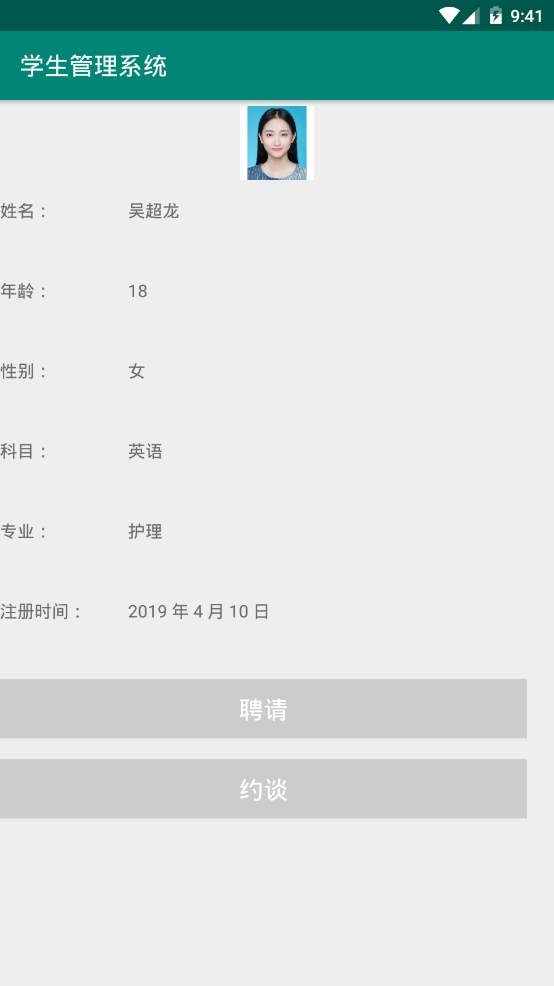 9:41
学生管理系统
姓名： 吴超龙
年龄： 18
性别： 女
科目： 英语
专业： 护理
注册时间： 2019 年 4 月 10 日
聘请
约谈